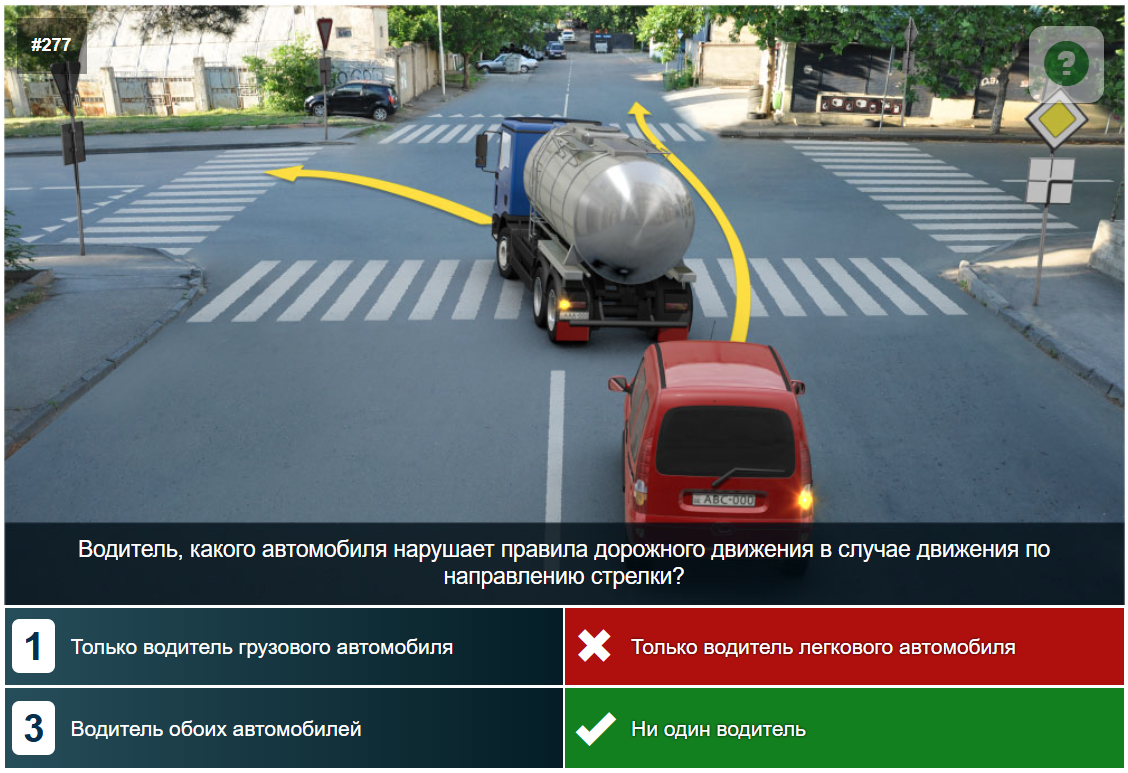 #277
?
ABC-000
Водитель, какого автомобиля нарушает правила дорожного движения в случае движения по
направлению стрелки?
1 Только водитель грузового автомобиля
Только водитель легкового автомобиля
3 Водитель обоих автомобилей
Ни один водитель